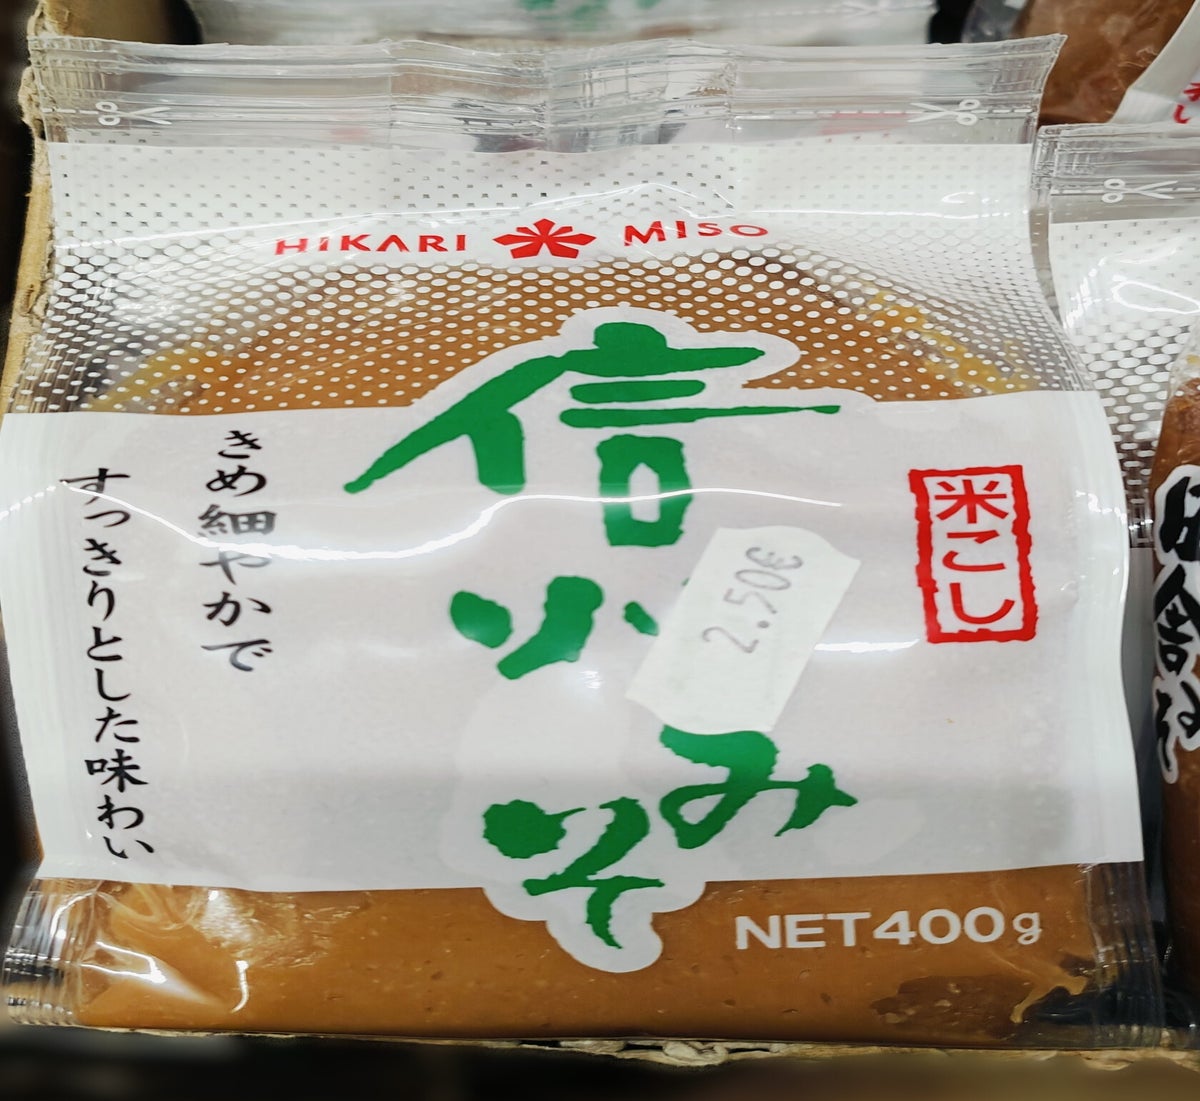 HIKARI MISO
信州みそ
米こし
きめ細やかで
すっきりとした味わい
2.50€
NET400g